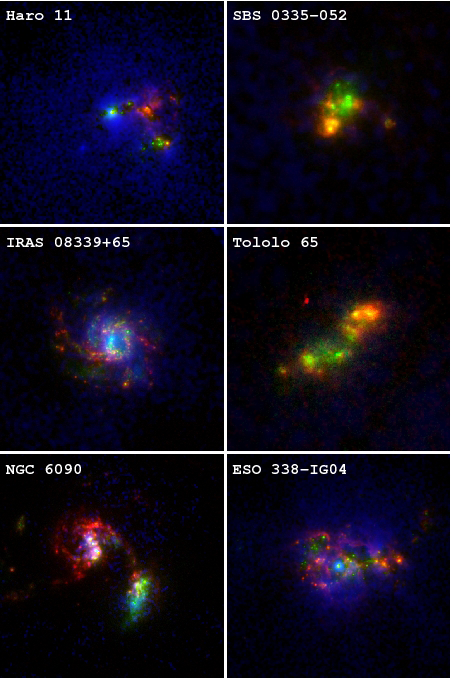 Haro 11
SBS 0335-052
IRAS 08339+65
Tololo 65
NGC 6090
ESO 338-IG04